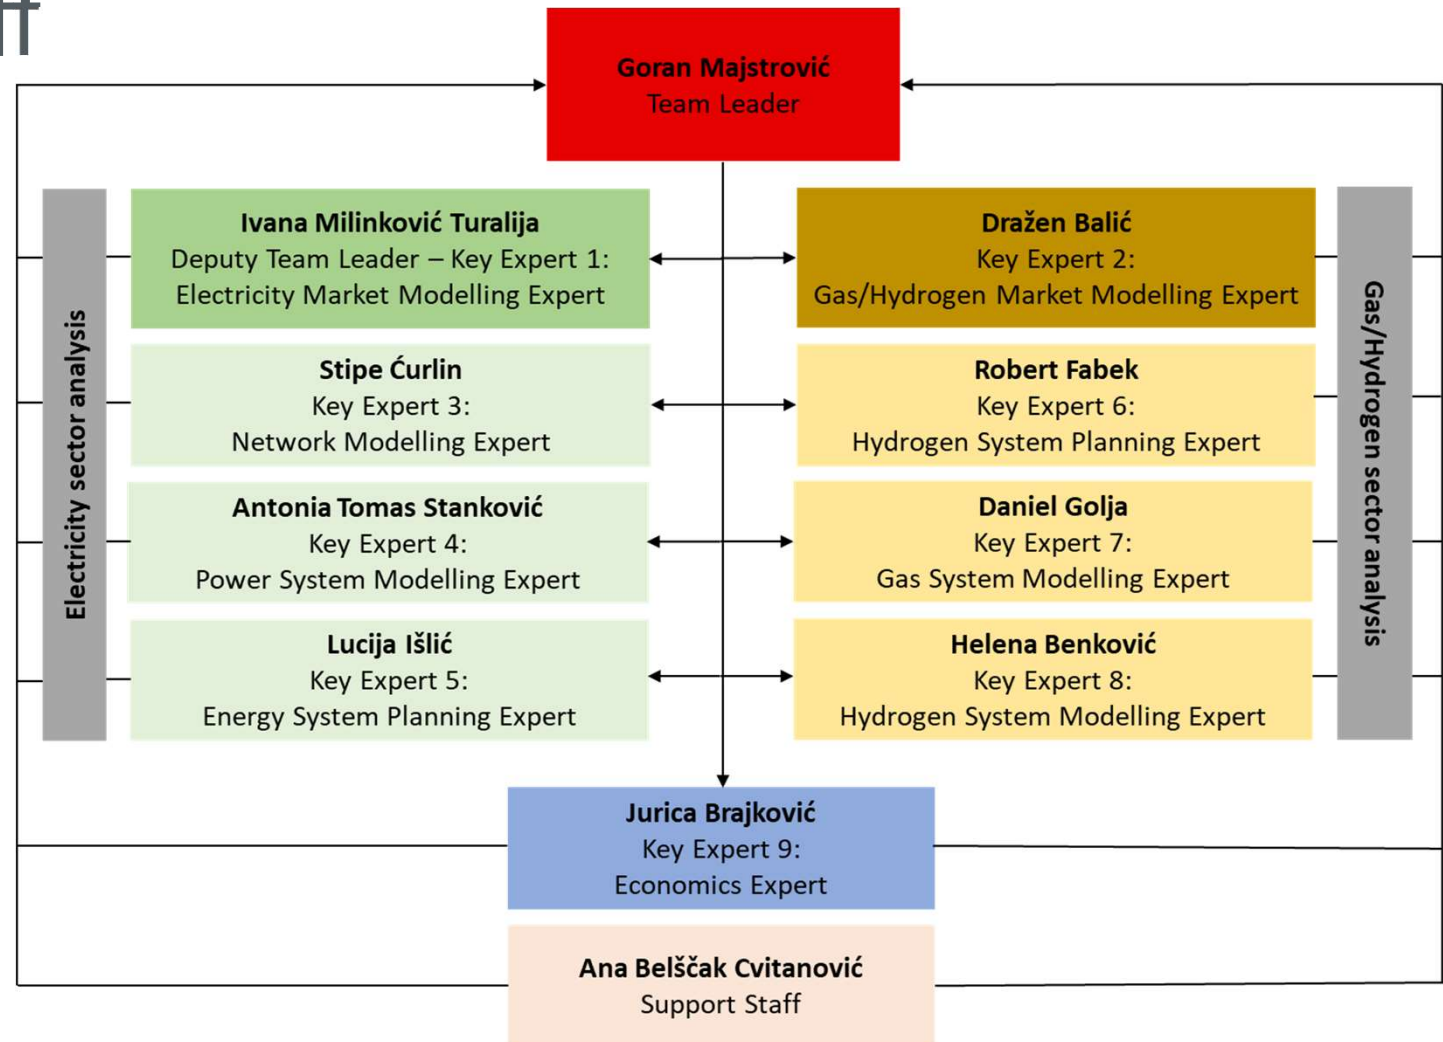 Goran Majstrović
Team Leader
Electricity sector analysis
Ivana Milinković Turalija
Deputy Team Leader – Key Expert 1:
Electricity Market Modelling Expert
Dražen Balić
Key Expert 2:
Gas/Hydrogen Market Modelling Expert
Stipe Ćurlin
Key Expert 3:
Network Modelling Expert
Robert Fabek
Key Expert 6:
Hydrogen System Planning Expert
Antonia Tomas Stanković
Key Expert 4:
Power System Modelling Expert
Daniel Golja
Key Expert 7:
Gas System Modelling Expert
Lucija Išlić
Key Expert 5:
Energy System Planning Expert
Helena Benković
Key Expert 8:
Hydrogen System Modelling Expert
Gas/Hydrogen sector analysis
Jurica Brajković
Key Expert 9:
Economics Expert
Ana Belščak Cvitanović
Support Staff